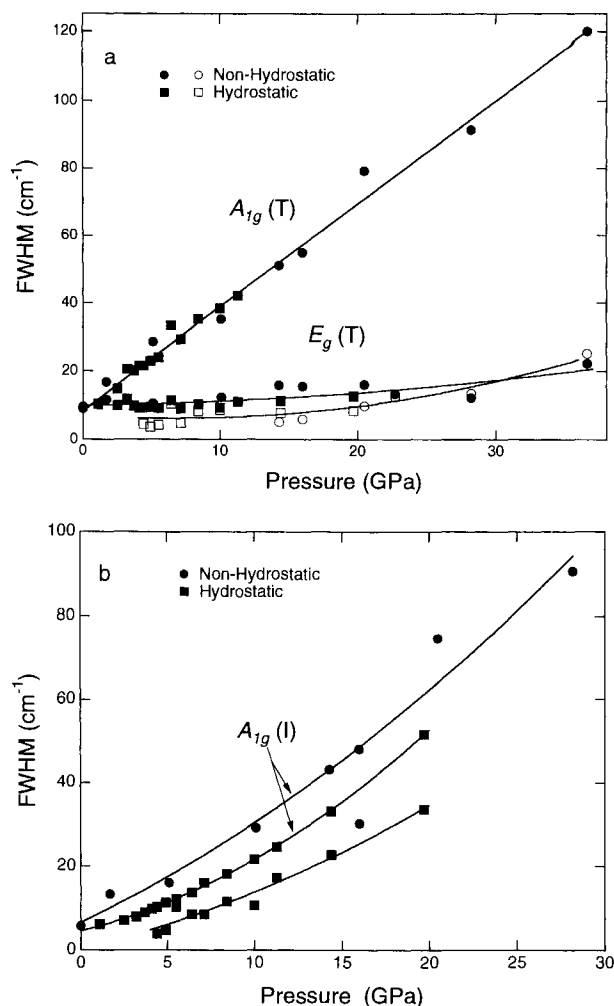 120
a
Non-Hydrostatic
Hydrostatic
100
80
A1g (T)
60
FWHM (cm-1)
40
Eg (T)
20
0
0 10 20 30
Pressure (GPa)
100
b
Non-Hydrostatic
Hydrostatic
80
60
A1g (I)
FWHM (cm-1)
40
20
0
0 5 10 15 20 25 30
Pressure (GPa)